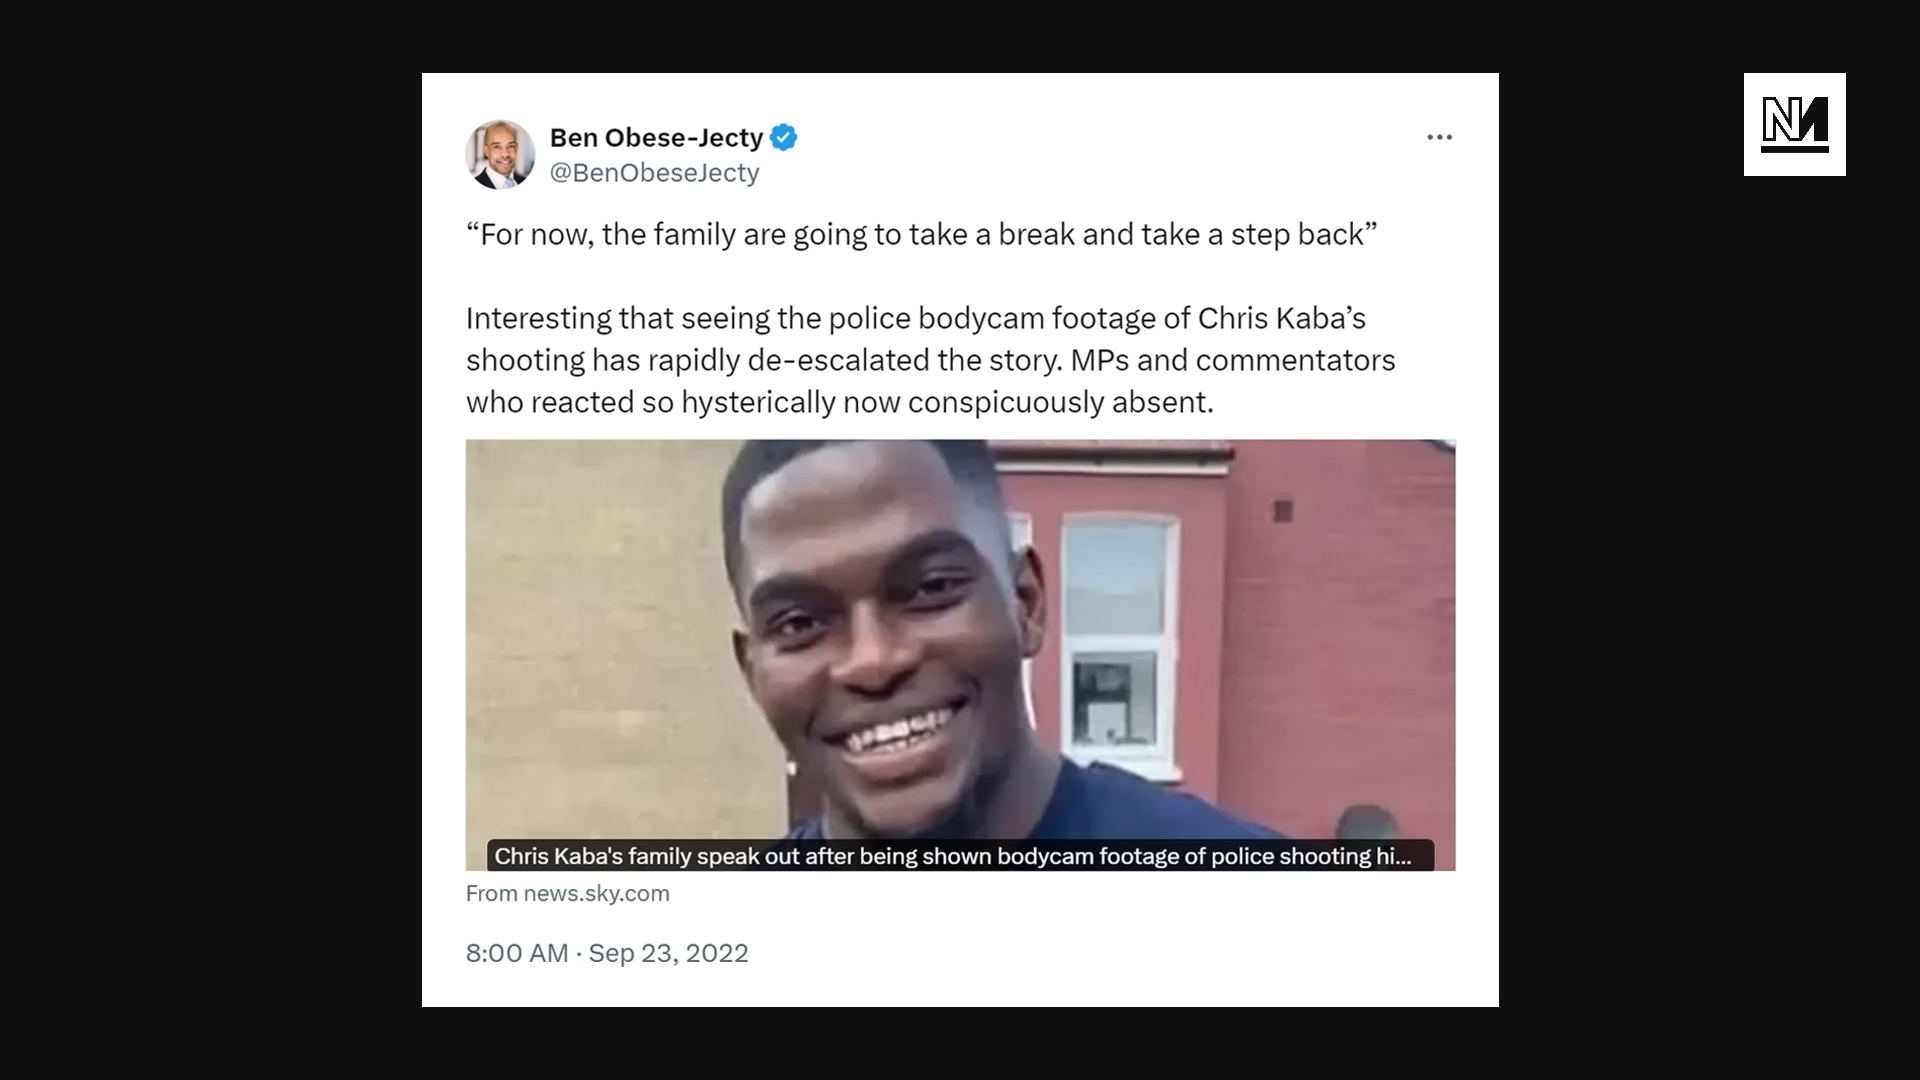 Ben Obese-Jecty
@BenObeseJecty
“For now, the family are going to take a break and take a step back”
Interesting that seeing the police bodycam footage of Chris Kaba’s
shooting has rapidly de-escalated the story. MPs and commentators
who reacted so hysterically now conspicuously absent.
Chris Kaba's family speak out after being shown bodycam footage of police shooting hi...
From news.sky.com
8:00 AM · Sep 23, 2022
NM